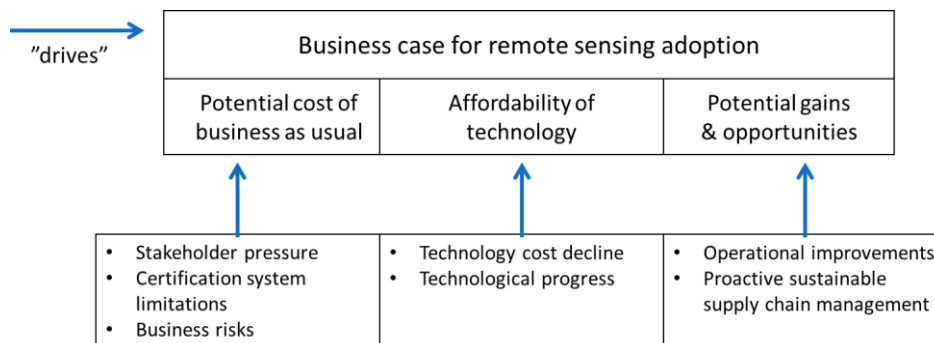 ”drives”
Business case for remote sensing adoption
Potential cost of
business as usual
Affordability of
technology
Potential gains
& opportunities
• Stakeholder pressure
• Certification system
limitations
• Business risks
• Technology cost decline
• Technological progress
• Operational improvements
• Proactive sustainable
supply chain management